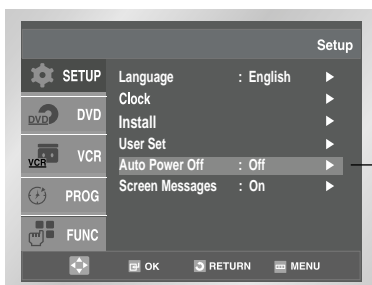 Setup
SETUP
DVD DVD
VCR VCR
PROG
FUNC
Language : English
Clock
Install
User Set
Auto Power Off : Off
Screen Messages : On
OK RETURN MENU